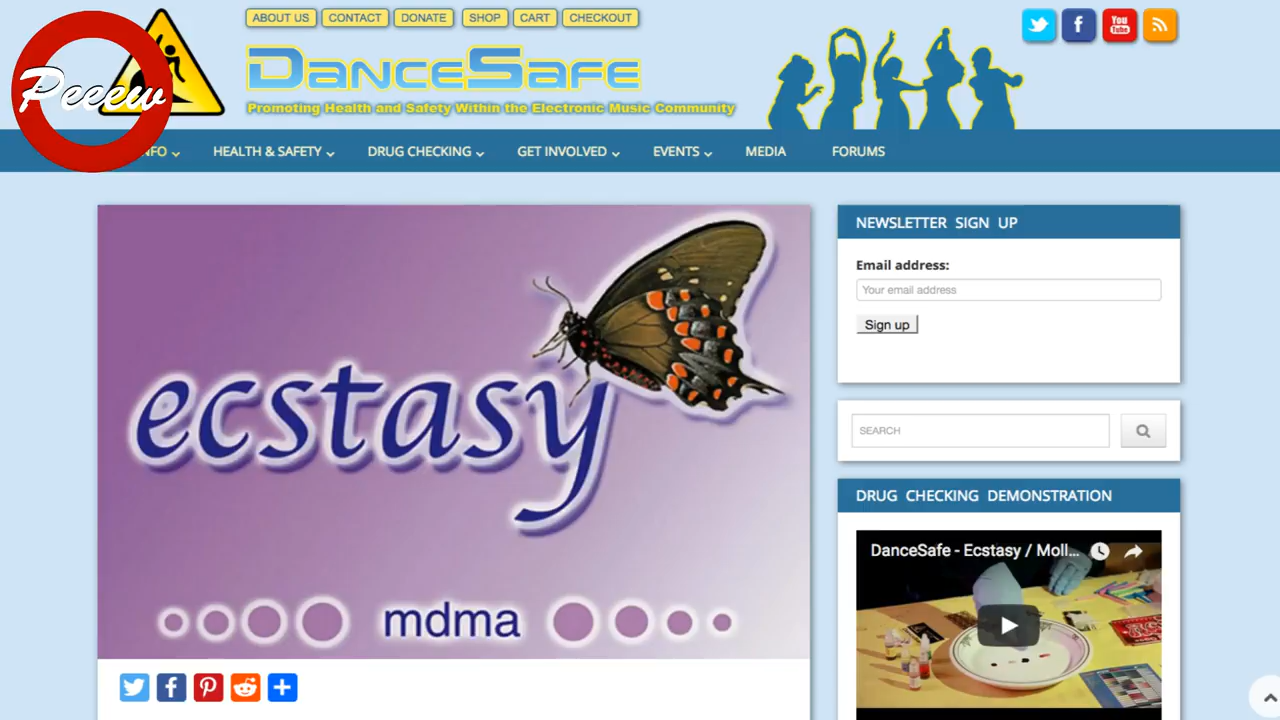 ABOUT US CONTACT DONATE SHOP CART CHECKOUT
You Tube
Peeew
DanceSafe
Promoting Health and Safety Within the Electronic Music Community
NFO HEALTH & SAFETY DRUG CHECKING GET INVOLVED EVENTS MEDIA FORUMS
ecstasy
mdma
NEWSLETTER SIGN UP
Email address:
Your email address
Sign up
SEARCH
DRUG CHECKING DEMONSTRATION
DanceSafe - Ecstasy / Moll...